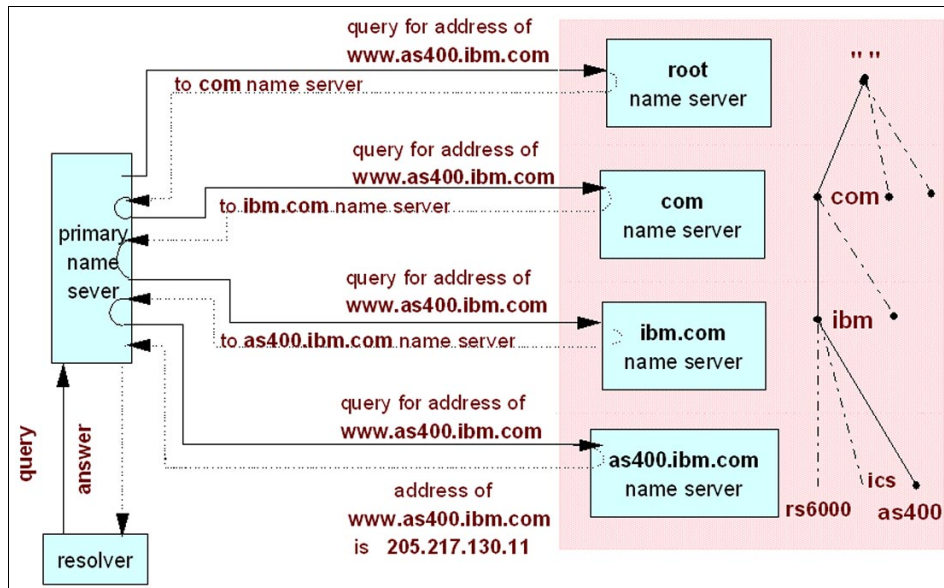 query for address of
www.as400.ibm.com
root
name server
" "
to com name server
query for address of
www.as400.ibm.com
com
name server
com
to ibm.com name server
primary
name
sever
query for address of
www.as400.ibm.com
ibm.com
name server
ibm
to as400.ibm.com name server
query for address of
www.as400.ibm.com
as400.ibm.com
name server
ics
rs6000
as400
query
answer
address of
www.as400.ibm.com
is 205.217.130.11
resolver